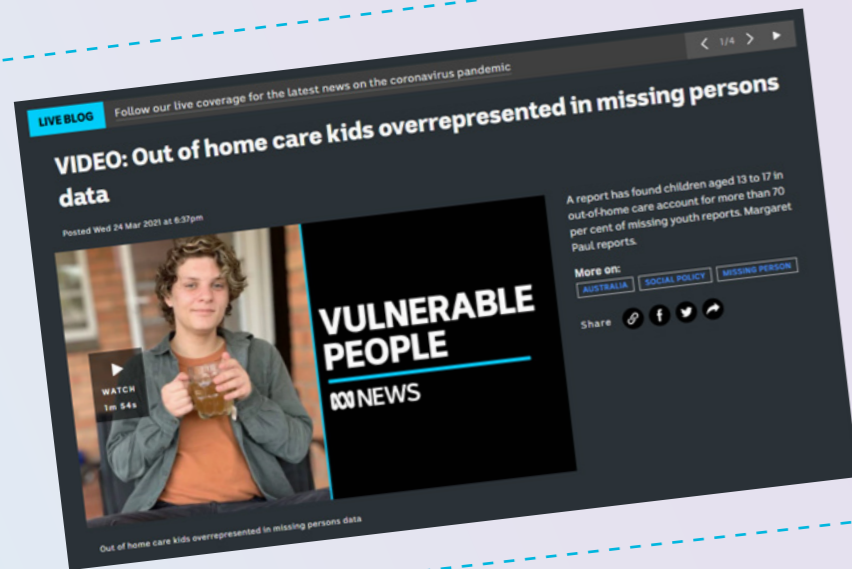 LIVE BLOG
Follow our live coverage for the latest news on the coronavirus pandemic
1/4
VIDEO: Out of home care kids overrepresented in missing persons
data
Posted Wed 24 Mar 2021 at 6:37pm
WATCH
1m 54s
VULNERABLE
PEOPLE
NEWS
A report has found children aged 13 to 17 in
out-of-home care account for more than 70
per cent of missing youth reports. Margaret
Paul reports.
More on:
AUSTRALIA
SOCIAL POLICY
MISSING PERSON
Share
Out of home care kids overrepresented in missing persons data